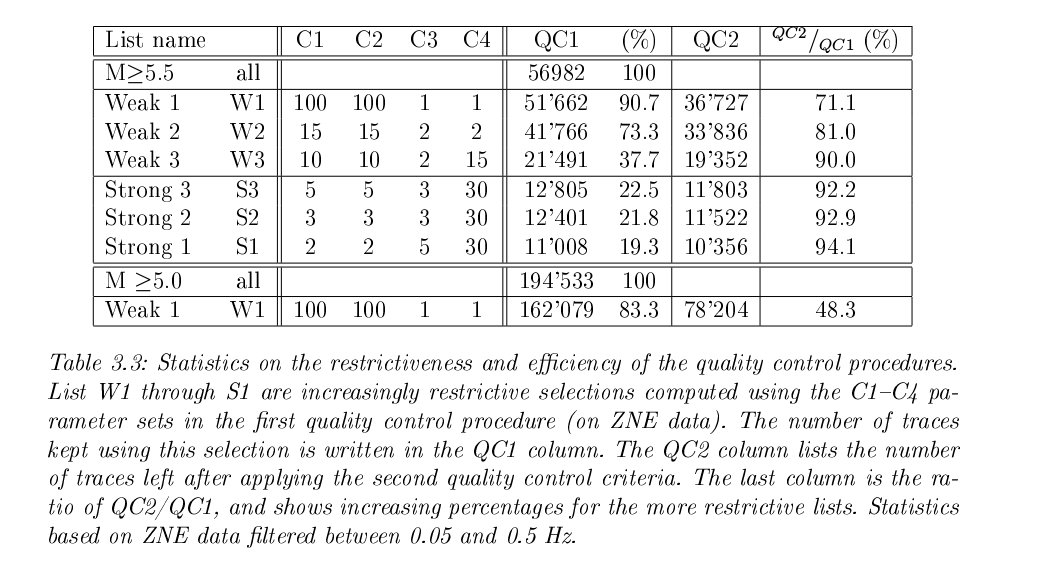 List name C1 C2 C3 C4 QC1 (%) QC2 QC2/QC1 (%)
M≥5.5 all 56982 100
Weak 1 W1 100 100 1 1 51'662 90.7 36'727 71.1
Weak 2 W2 15 15 2 2 41'766 73.3 33'836 81.0
Weak 3 W3 10 10 2 15 21'491 37.7 19'352 90.0
Strong 3 S3 5 5 3 30 12'805 22.5 11'803 92.2
Strong 2 S2 3 3 3 30 12'401 21.8 11'522 92.9
Strong 1 S1 2 2 5 30 11'008 19.3 10'356 94.1
M ≥5.0 all 194'533 100
Weak 1 W1 100 100 1 1 162'079 83.3 78'204 48.3
Table 3.3: Statistics on the restrictiveness and efficiency of the quality control procedures.
List W1 through S1 are increasingly restrictive selections computed using the C1–C4 pa-
rameter sets in the first quality control procedure (on ZNE data). The number of traces
kept using this selection is written in the QC1 column. The QC2 column lists the number
of traces left after applying the second quality control criteria. The last column is the ra-
tio of QC2/QC1, and shows increasing percentages for the more restrictive lists. Statistics
based on ZNE data filtered between 0.05 and 0.5 Hz.